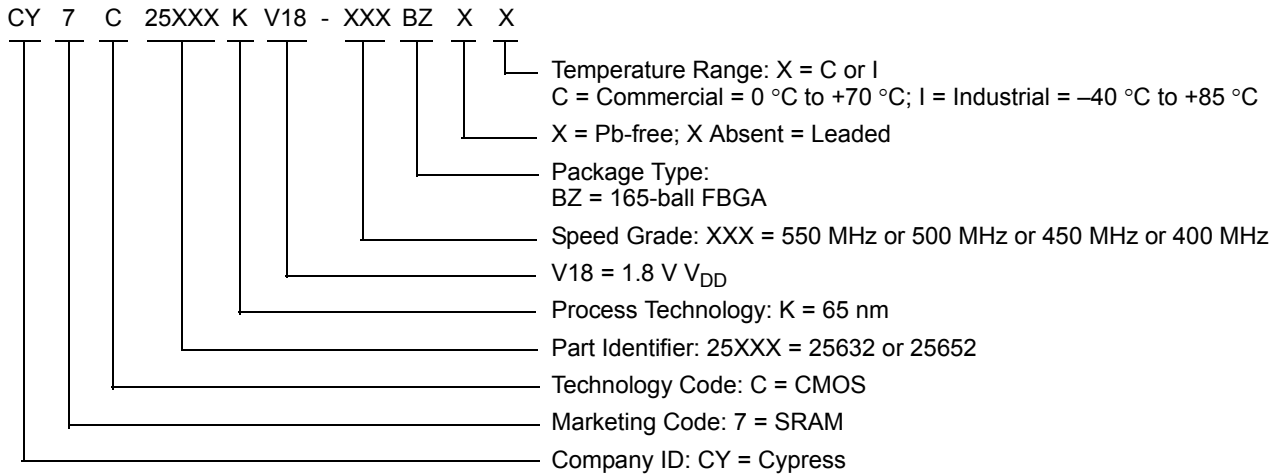 CY 7 C 25XXX K V18 - XXX BZ X X
Temperature Range: X = C or I
C = Commercial = 0 °C to +70 °C; I = Industrial = –40 °C to +85 °C
X = Pb-free; X Absent = Leaded
Package Type:
BZ = 165-ball FBGA
Speed Grade: XXX = 550 MHz or 500 MHz or 450 MHz or 400 MHz
V18 = 1.8 V VDD
Process Technology: K = 65 nm
Part Identifier: 25XXX = 25632 or 25652
Technology Code: C = CMOS
Marketing Code: 7 = SRAM
Company ID: CY = Cypress